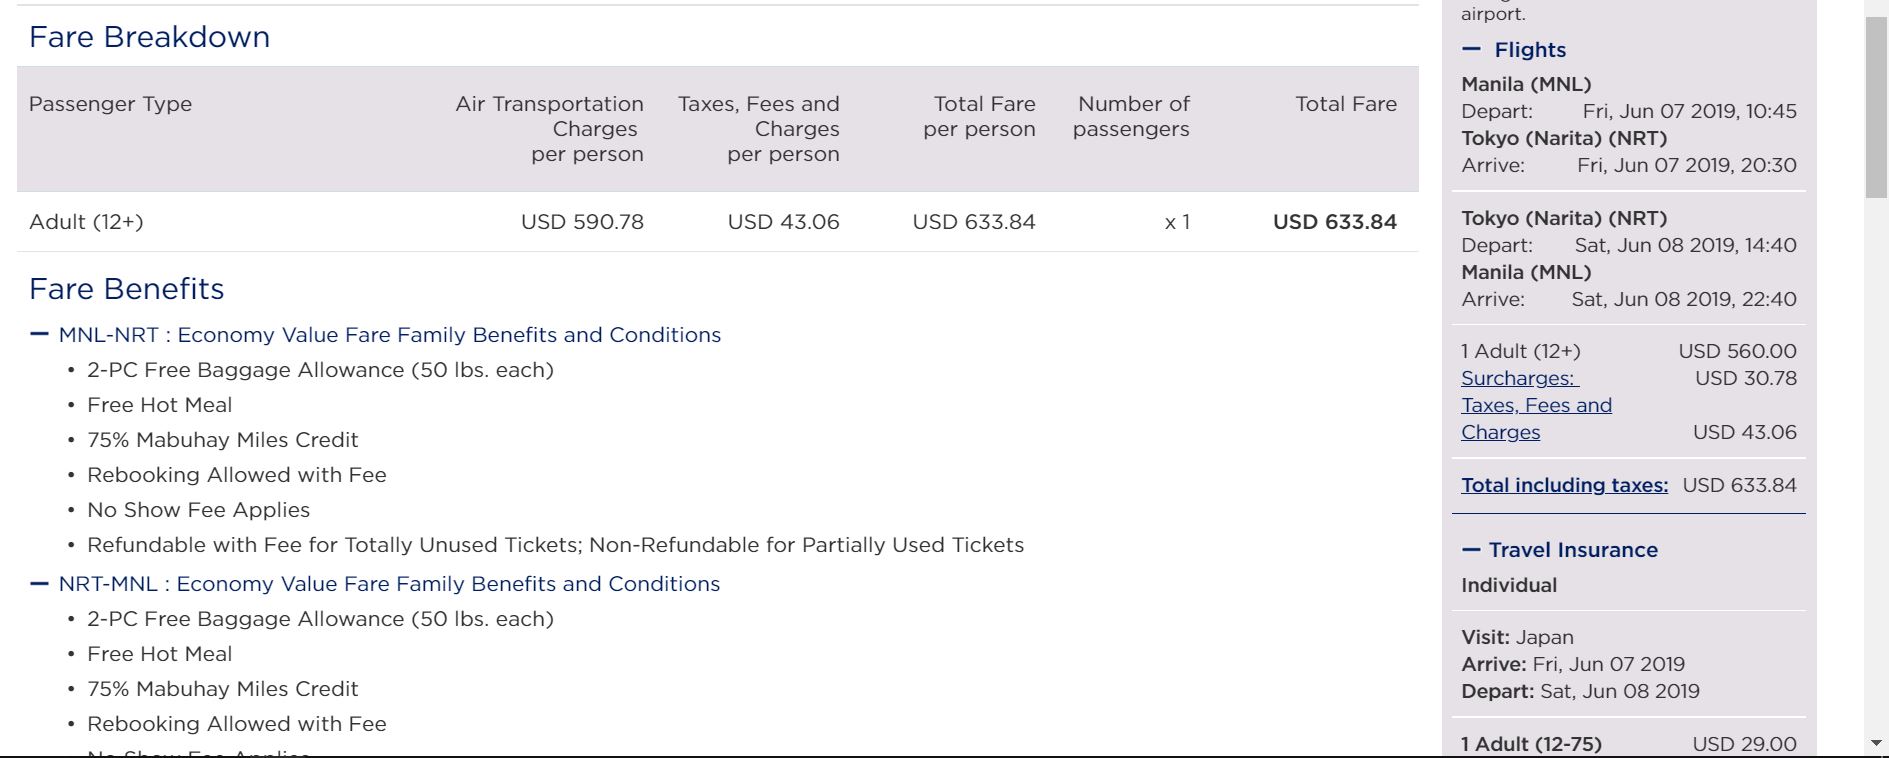 Fare Breakdown
Passenger Type
Air Transportation
Charges
per person
Taxes, Fees and
Charges
per person
Total Fare
per person
Number of
passengers
Total Fare
Adult (12+) USD 590.78 USD 43.06 USD 633.84 x 1 USD 633.84
Fare Benefits
— MNL-NRT : Economy Value Fare Family Benefits and Conditions
• 2-PC Free Baggage Allowance (50 lbs. each)
• Free Hot Meal
• 75% Mabuhay Miles Credit
• Rebooking Allowed with Fee
• No Show Fee Applies
• Refundable with Fee for Totally Unused Tickets; Non-Refundable for Partially Used Tickets
— NRT-MNL : Economy Value Fare Family Benefits and Conditions
• 2-PC Free Baggage Allowance (50 lbs. each)
• Free Hot Meal
• 75% Mabuhay Miles Credit
• Rebooking Allowed with Fee
airport.
— Flights
Manila (MNL)
Depart: Fri, Jun 07 2019, 10:45
Tokyo (Narita) (NRT)
Arrive: Fri, Jun 07 2019, 20:30
Tokyo (Narita) (NRT)
Depart: Sat, Jun 08 2019, 14:40
Manila (MNL)
Arrive: Sat, Jun 08 2019, 22:40
1 Adult (12+) USD 560.00
Surcharges: USD 30.78
Taxes, Fees and
Charges USD 43.06
Total including taxes: USD 633.84
— Travel Insurance
Individual
Visit: Japan
Arrive: Fri, Jun 07 2019
Depart: Sat, Jun 08 2019
1 Adult (12-75) USD 29.00